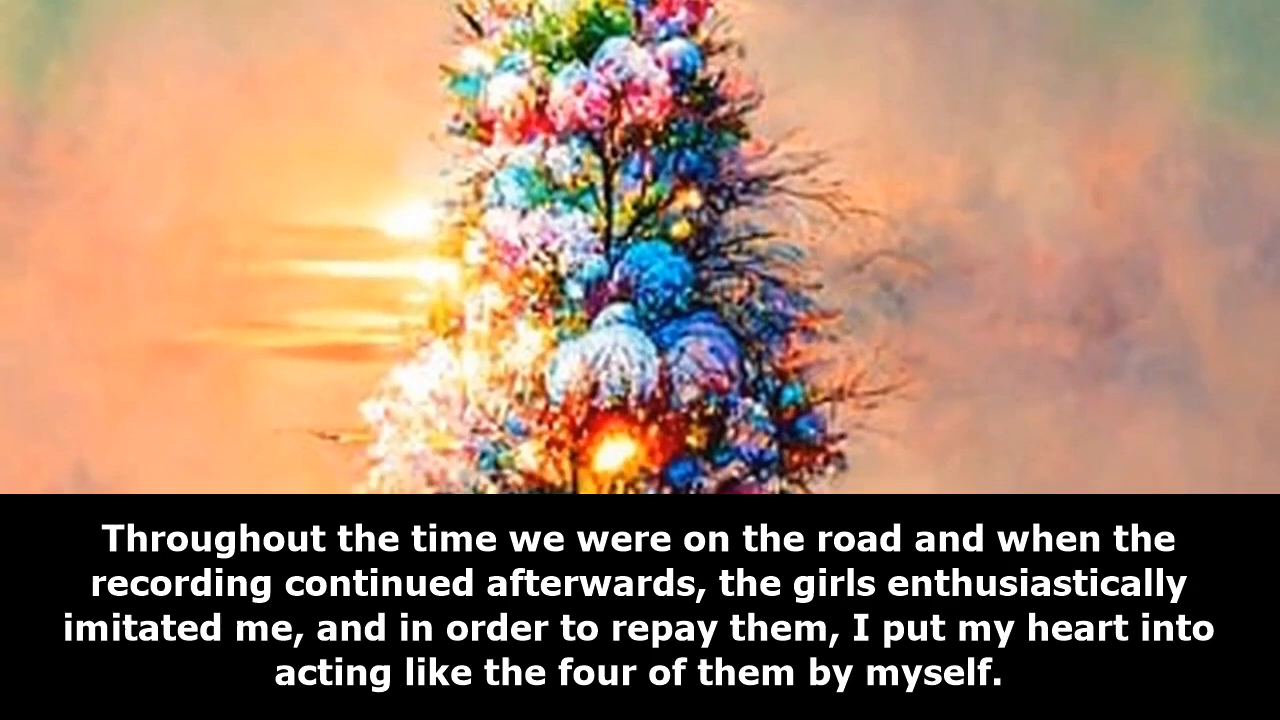 Throughout the time we were on the road and when the
recording continued afterwards, the girls enthusiastically
imitated me, and in order to repay them, I put my heart into
acting like the four of them by myself.